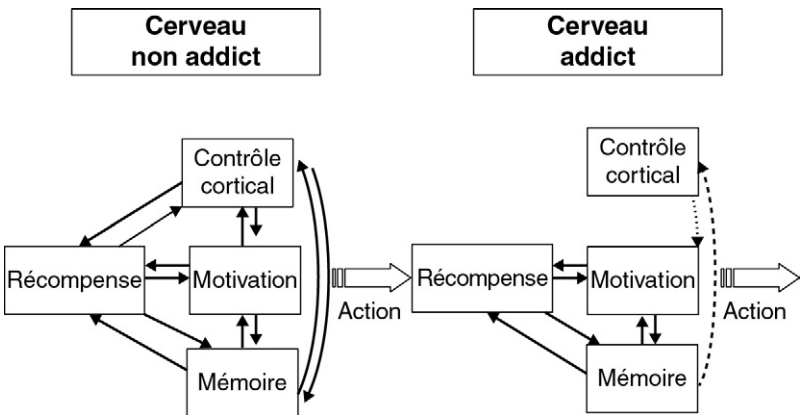 Cerveau
non addict
Contrôle
cortical
Récompense
Motivation
Mémoire
Action
Cerveau
addict
Contrôle
cortical
Récompense
Motivation
Mémoire
Action